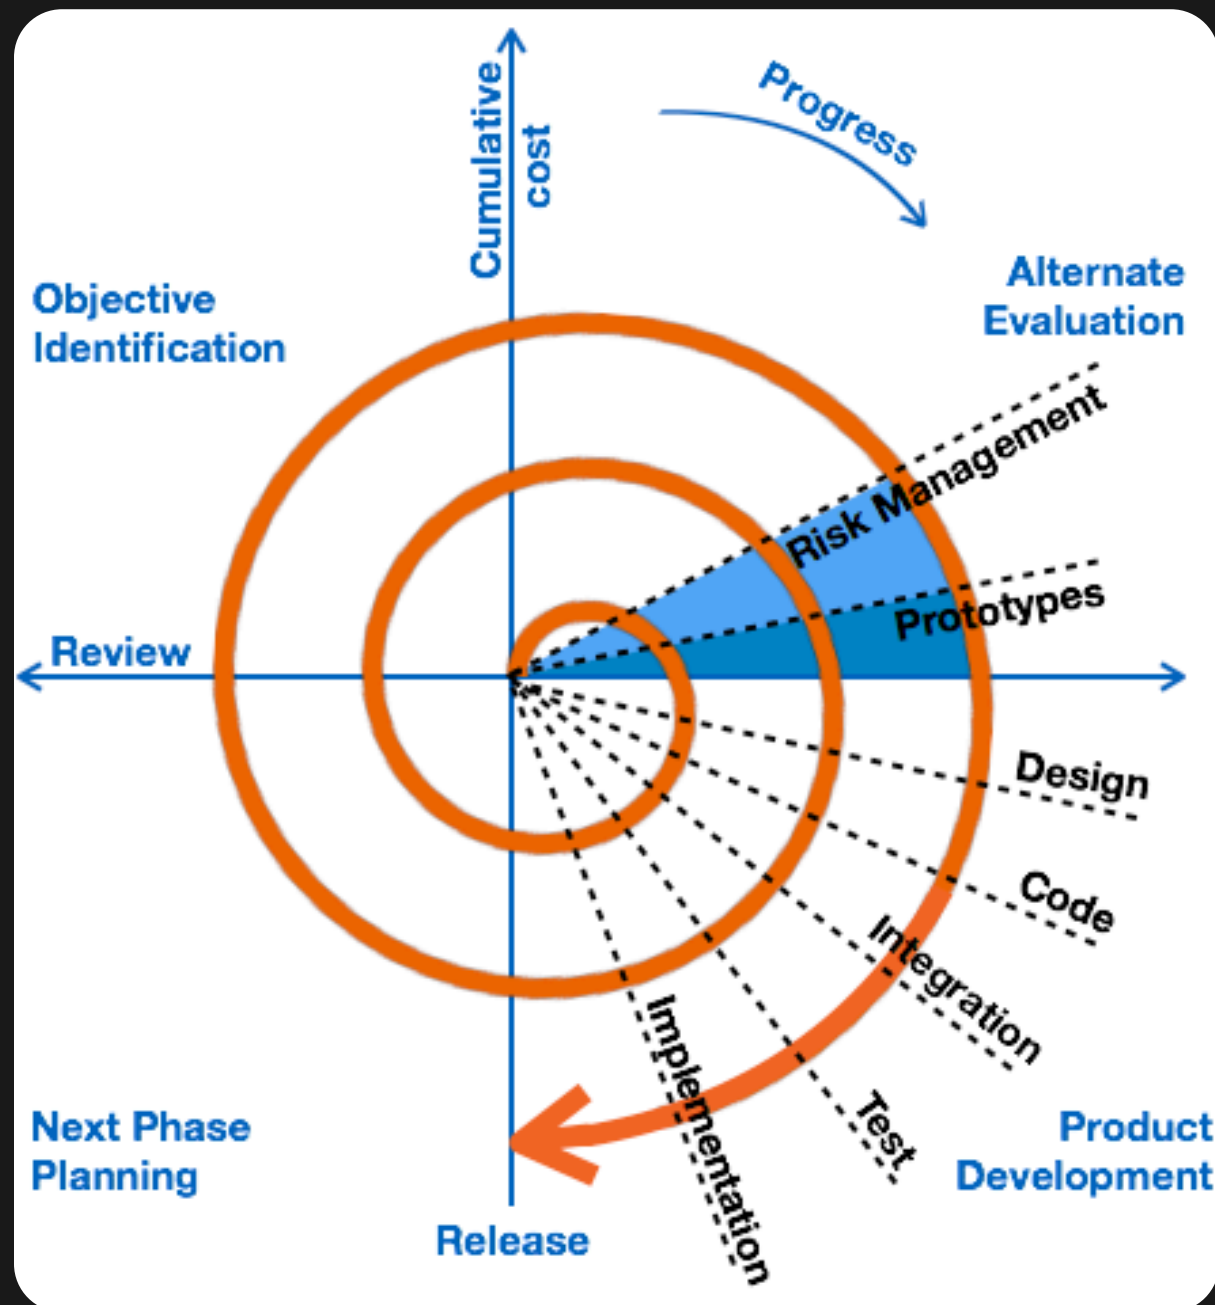 Cumulative
cost
Progress
Objective
Identification
Alternate
Evaluation
Risk Management
Prototypes
Review
Design
Code
Integration
Test
Implementation
Next Phase
Planning
Product
Development
Release